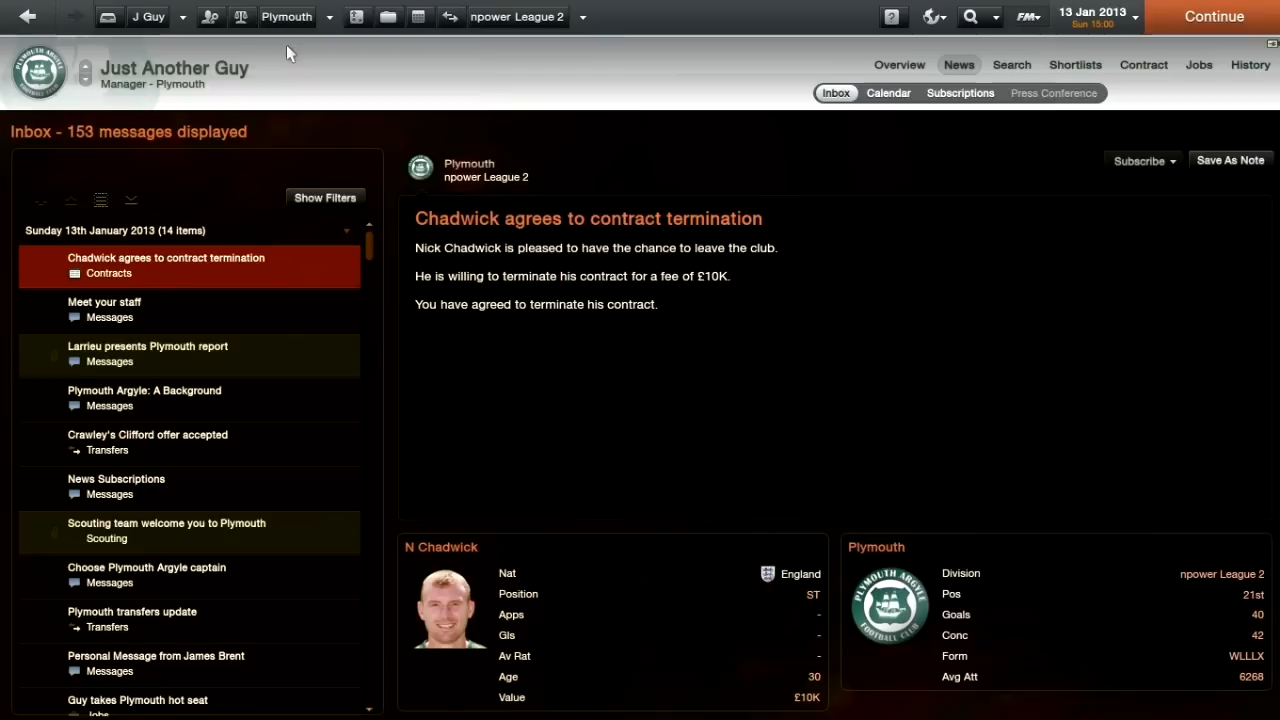 J Guy
Plymouth
npower League 2
?
FM
13 Jan 2013
Sun 15:00
Continue
Just Another Guy
Manager - Plymouth
Overview
News
Search
Shortlists
Contract
Jobs
History
Inbox
Calendar
Subscriptions
Press Conference
Inbox - 153 messages displayed
Show Filters
Sunday 13th January 2013 (14 items)
Chadwick agrees to contract termination
Contracts
Meet your staff
Messages
Larrieu presents Plymouth report
Messages
Plymouth Argyle: A Background
Messages
Crawley's Clifford offer accepted
Transfers
News Subscriptions
Messages
Scouting team welcome you to Plymouth
Scouting
Choose Plymouth Argyle captain
Messages
Plymouth transfers update
Transfers
Personal Message from James Brent
Messages
Guy takes Plymouth hot seat
Jobs
Plymouth
npower League 2
Subscribe
Save As Note
Chadwick agrees to contract termination
Nick Chadwick is pleased to have the chance to leave the club.
He is willing to terminate his contract for a fee of £10K.
You have agreed to terminate his contract.
N Chadwick
Nat England
Position ST
Apps -
Gls -
Av Rat -
Age 30
Value £10K
Plymouth
PLYMOUTH ARGYLE
FOOTBALL CLUB
Division npower League 2
Pos 21st
Goals 40
Conc 42
Form WLLLX
Avg Att 6268